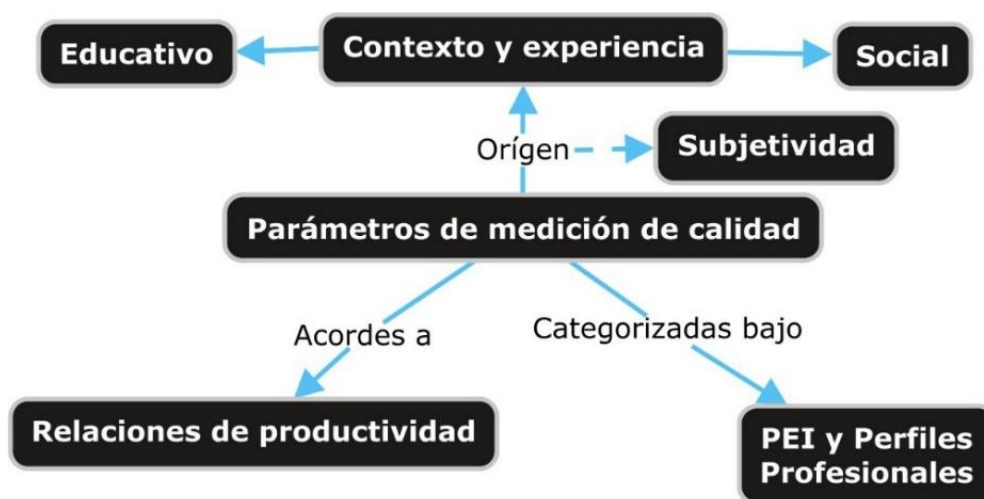 Educativo
Contexto y experiencia
Social
Orígen
Subjetividad
Parámetros de medición de calidad
Acordes a
Categorizadas bajo
Relaciones de productividad
PEI y Perfiles
Profesionales